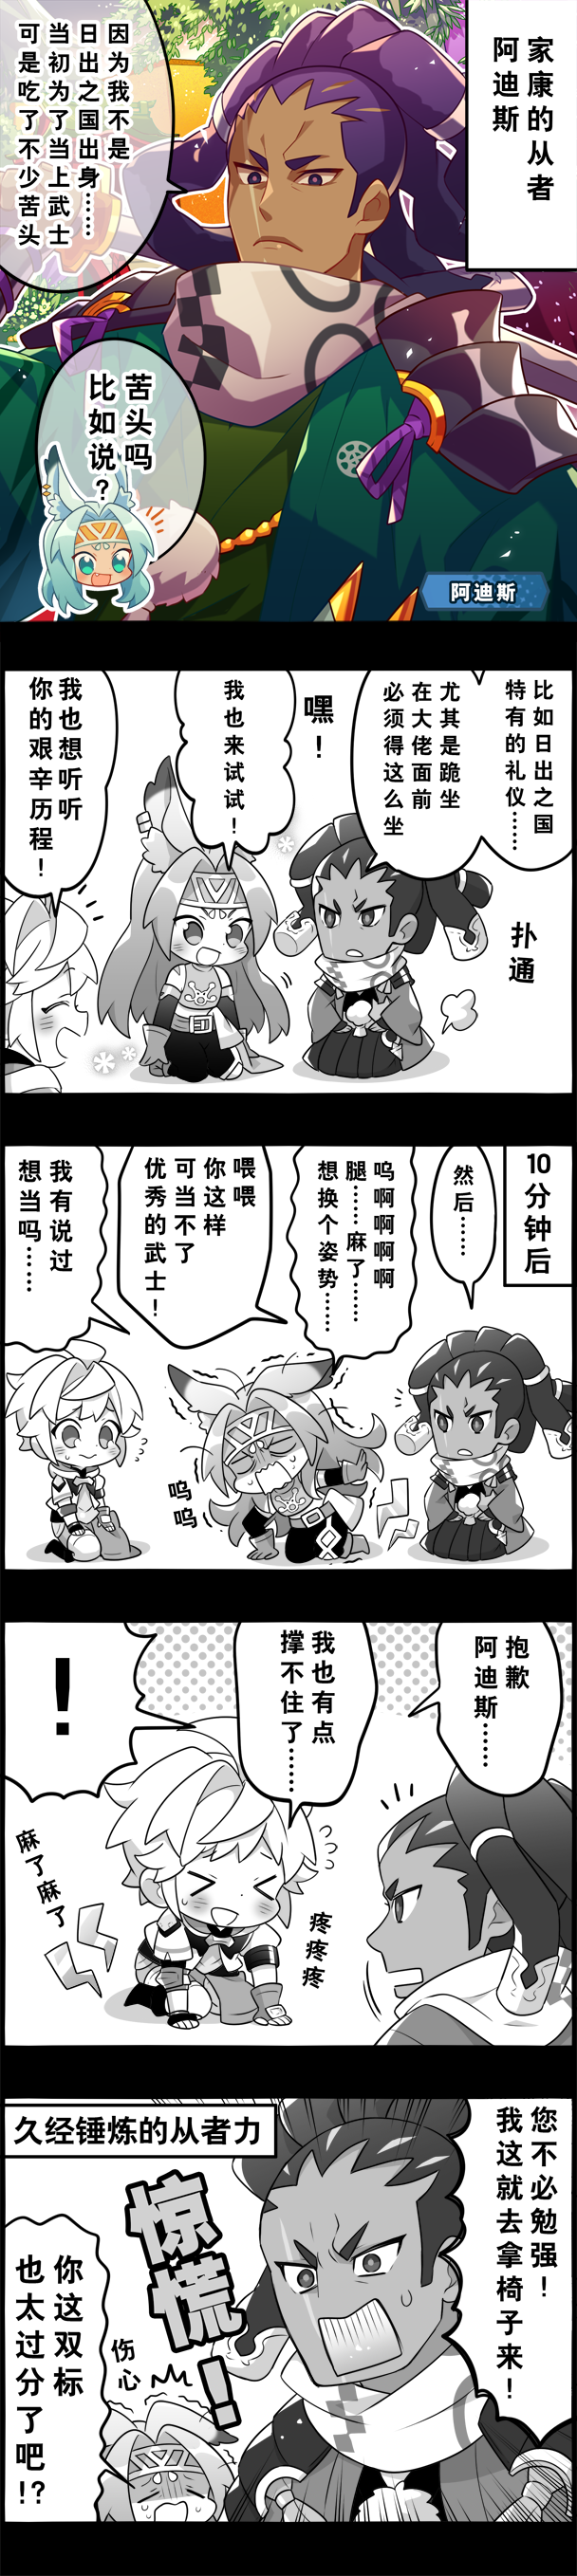 家康的从者
阿迪斯
因为我不是
日出之国出身……
当初为了当上武士
可是吃了不少苦头
苦头吗
比如说?
阿迪斯
比如日出之国
特有的礼仪……
尤其是跪坐
在大佬面前
必须得这么坐
扑通
嘿!
我也来试试!
我也想听听
你的艰辛历程!
10分钟后
然后……
呜啊啊啊啊
腿……麻了……
想换个姿势……
呜呜
喂喂
你这样
可当不了
优秀的武士!
我有说过
想当吗……
抱歉
阿迪斯……
我也有点
撑不住了……
!
疼疼疼
麻了麻了
您不必勉强!
我这就去拿椅子来!
久经锤炼的从者力
惊慌!
伤心
你这双标
也太过分了吧!?